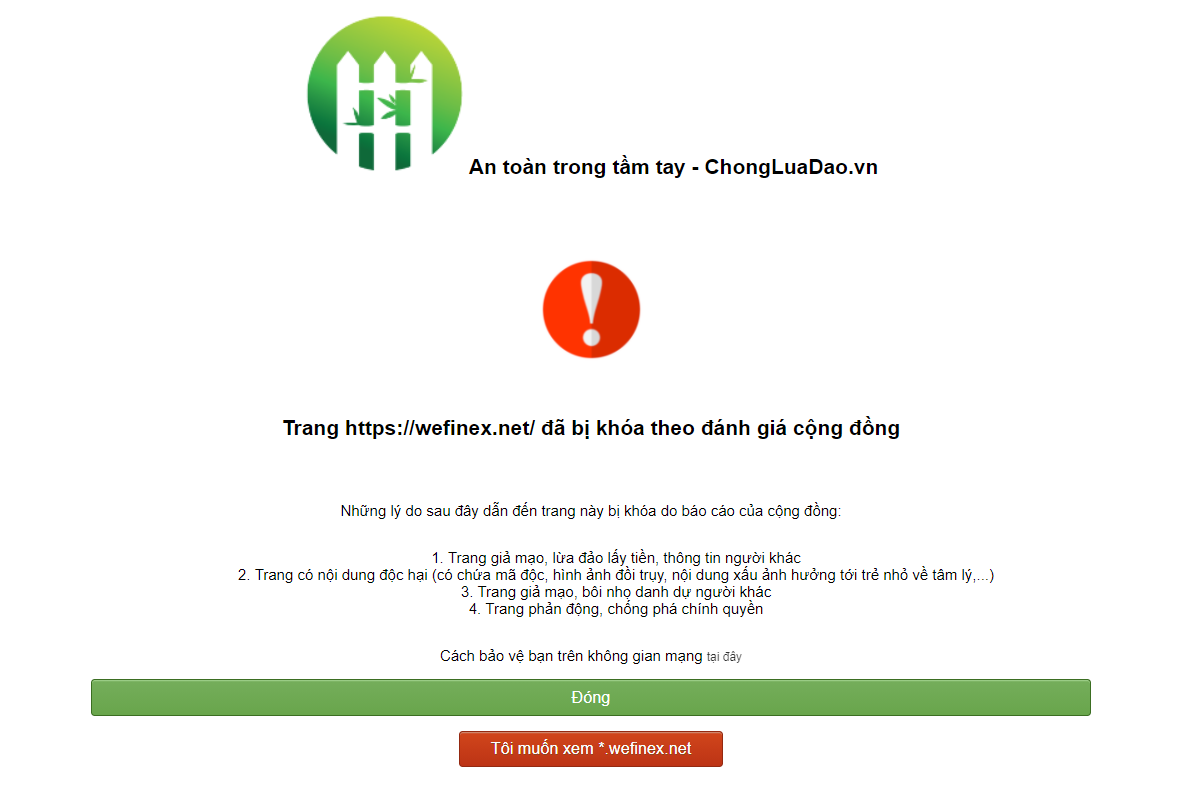 An toàn trong tầm tay - ChongLuaDao.vn
Trang https://wefinex.net/ đã bị khóa theo đánh giá cộng đồng
Những lý do sau đây dẫn đến trang này bị khóa do báo cáo của cộng đồng:
1. Trang giả mạo, lừa đảo lấy tiền, thông tin người khác
2. Trang có nội dung độc hại (có chứa mã độc, hình ảnh đồi trụy, nội dung xấu ảnh hưởng tới trẻ nhỏ về tâm lý,...)
3. Trang giả mạo, bôi nhọ danh dự người khác
4. Trang phản động, chống phá chính quyền
Cách bảo vệ bạn trên không gian mạng tại đây
Đóng
Tôi muốn xem *.wefinex.net